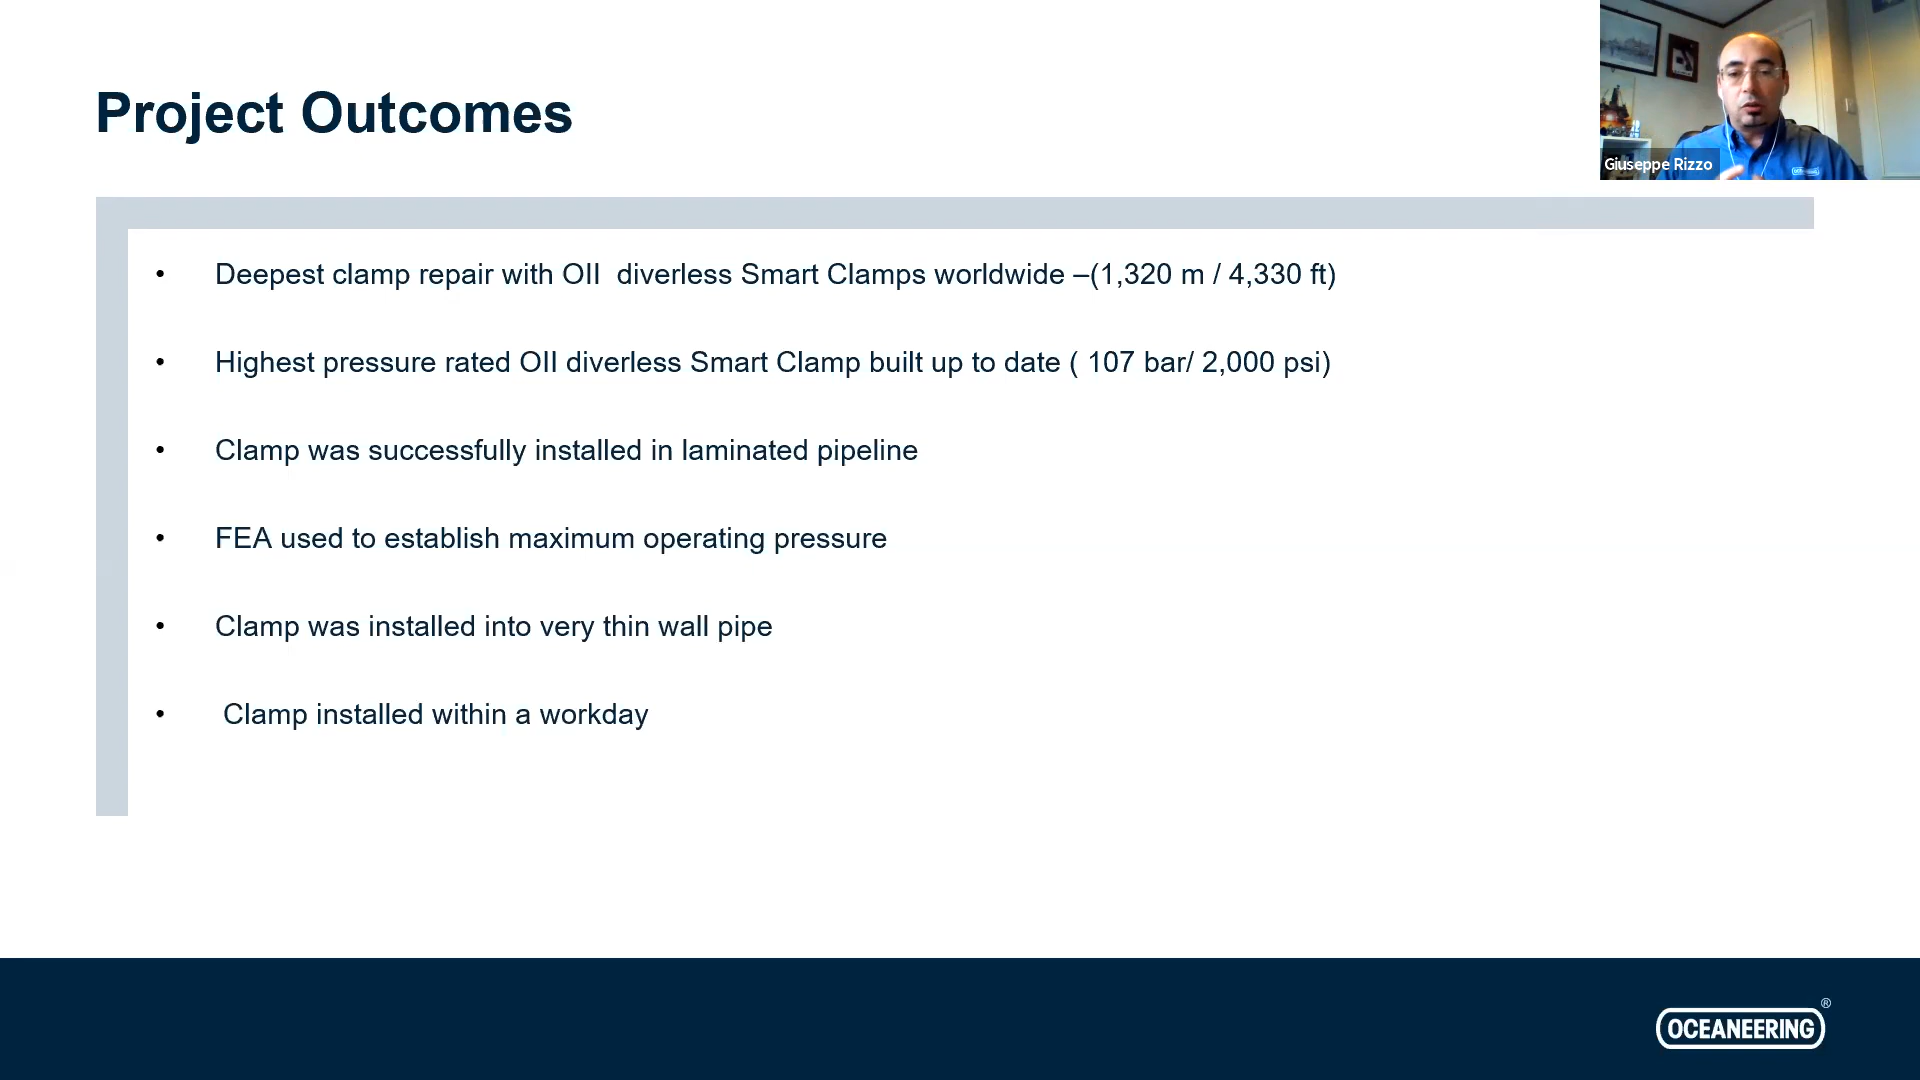 Project Outcomes
Giuseppe Rizzo
• Deepest clamp repair with OII  diverless Smart Clamps worldwide –(1,320 m / 4,330 ft)
• Highest pressure rated OII diverless Smart Clamp built up to date ( 107 bar/ 2,000 psi)
• Clamp was successfully installed in laminated pipeline
• FEA used to establish maximum operating pressure
• Clamp was installed into very thin wall pipe
• Clamp installed within a workday
OCEANEERING®